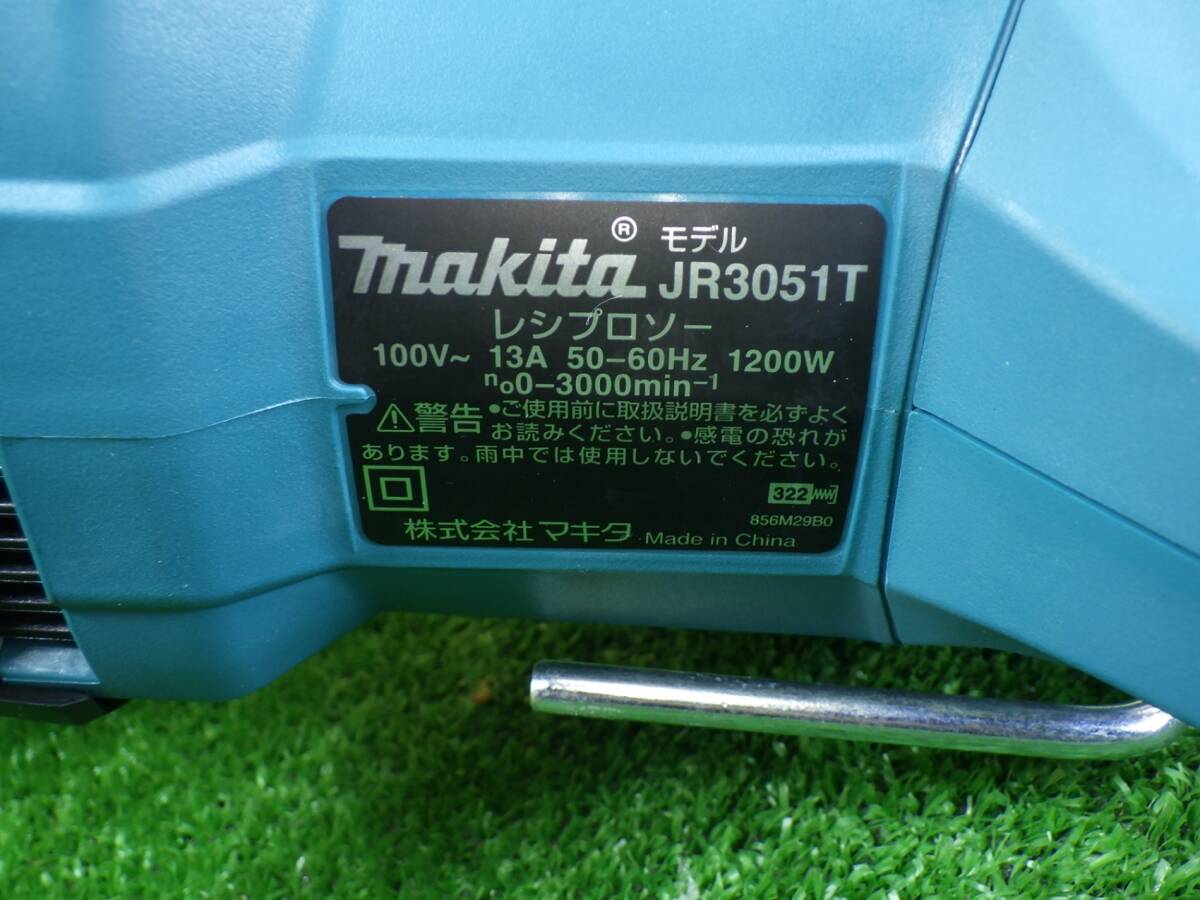 makita® モデル
JR3051T
レシプロソー
100V~ 13A 50-60Hz 1200W
no0-3000min-1
⚠警告 •ご使用前に取扱説明書を必ずよく
お読みください。•感電の恐れが
あります。雨中では使用しないでください。
322
856M29B0
株式会社 マキタ Made in China